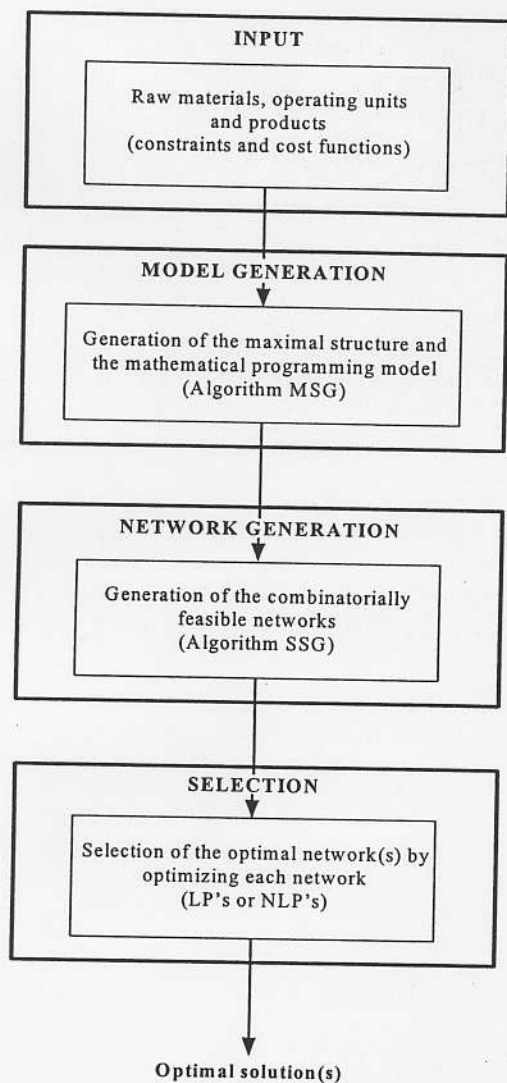 INPUT
Raw materials, operating units
and products
(constraints and cost functions)
MODEL GENERATION
Generation of the maximal structure and
the mathematical programming model
(Algorithm MSG)
NETWORK GENERATION
Generation of the combinatorially
feasible networks
(Algorithm SSG)
SELECTION
Selection of the optimal network(s) by
optimizing each network
(LP's or NLP's)
Optimal solution(s)